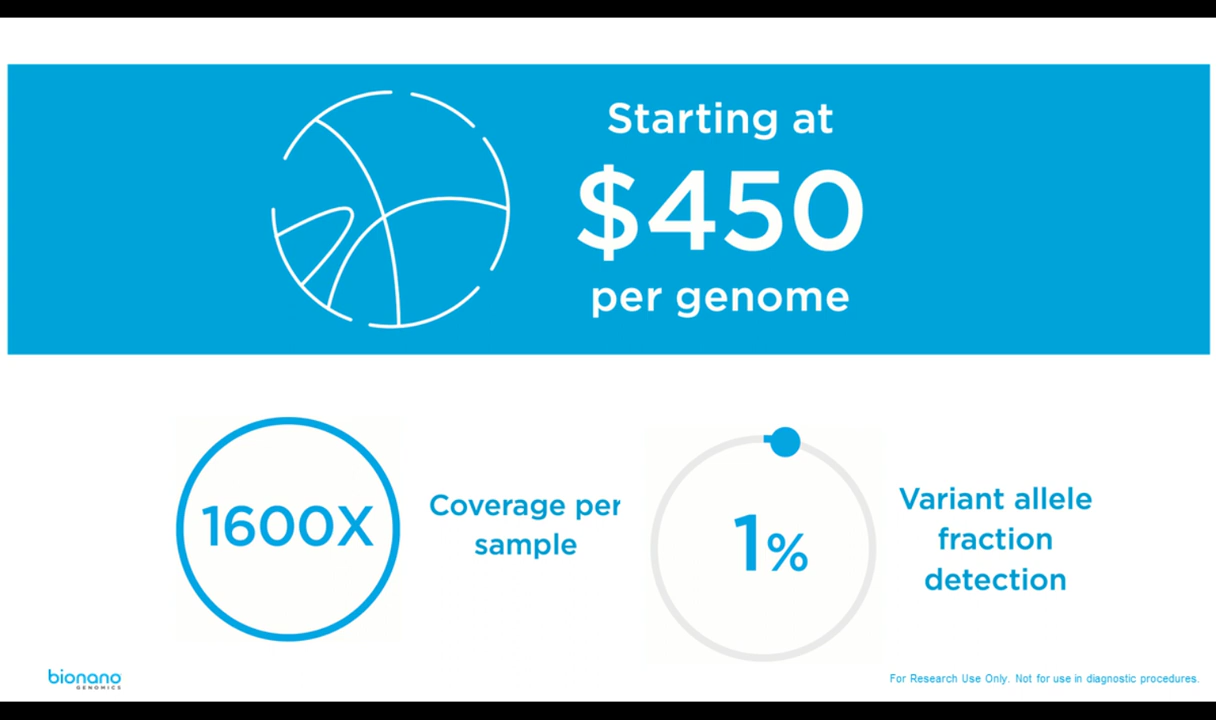 Starting at
$450
per genome
1600X
Coverage per
sample
1%
Variant allele
fraction
detection
bionano
GENOMICS
For Research Use Only. Not for use in diagnostic procedures.